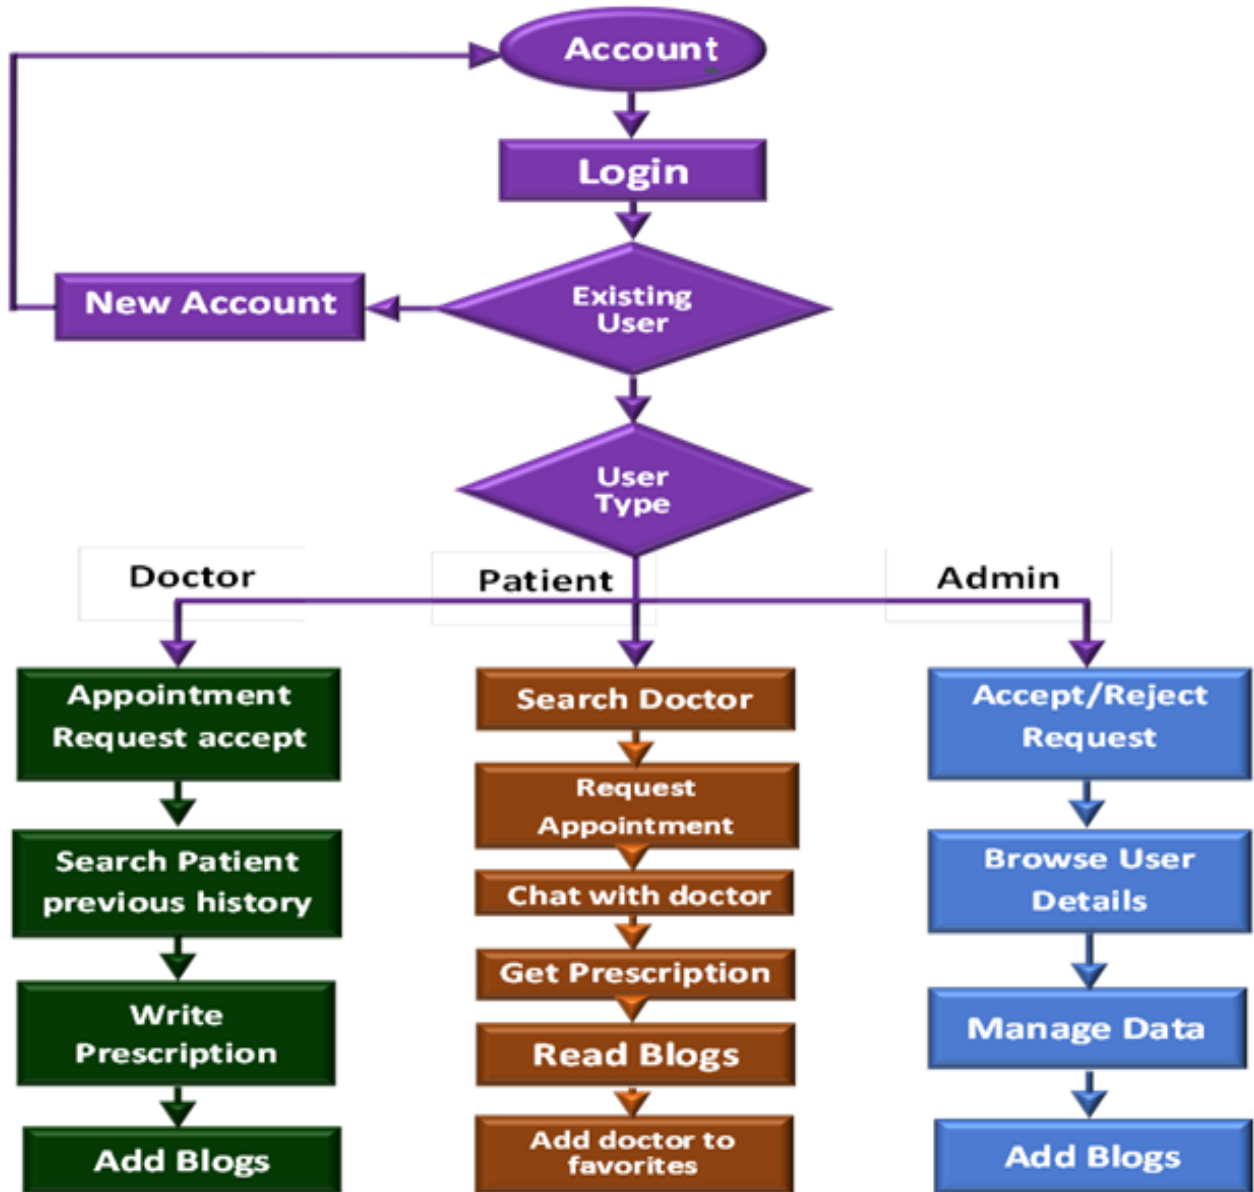 Account
Login
New Account
Existing
User
User
Type
Doctor
Patient
Admin
Appointment
Request accept
Search Patient
previous history
Write
Prescription
Add Blogs
Search Doctor
Request
Appointment
Chat with doctor
Get Prescription
Read Blogs
Add doctor to
favorites
Accept/Reject
Request
Browse User
Details
Manage Data
Add Blogs